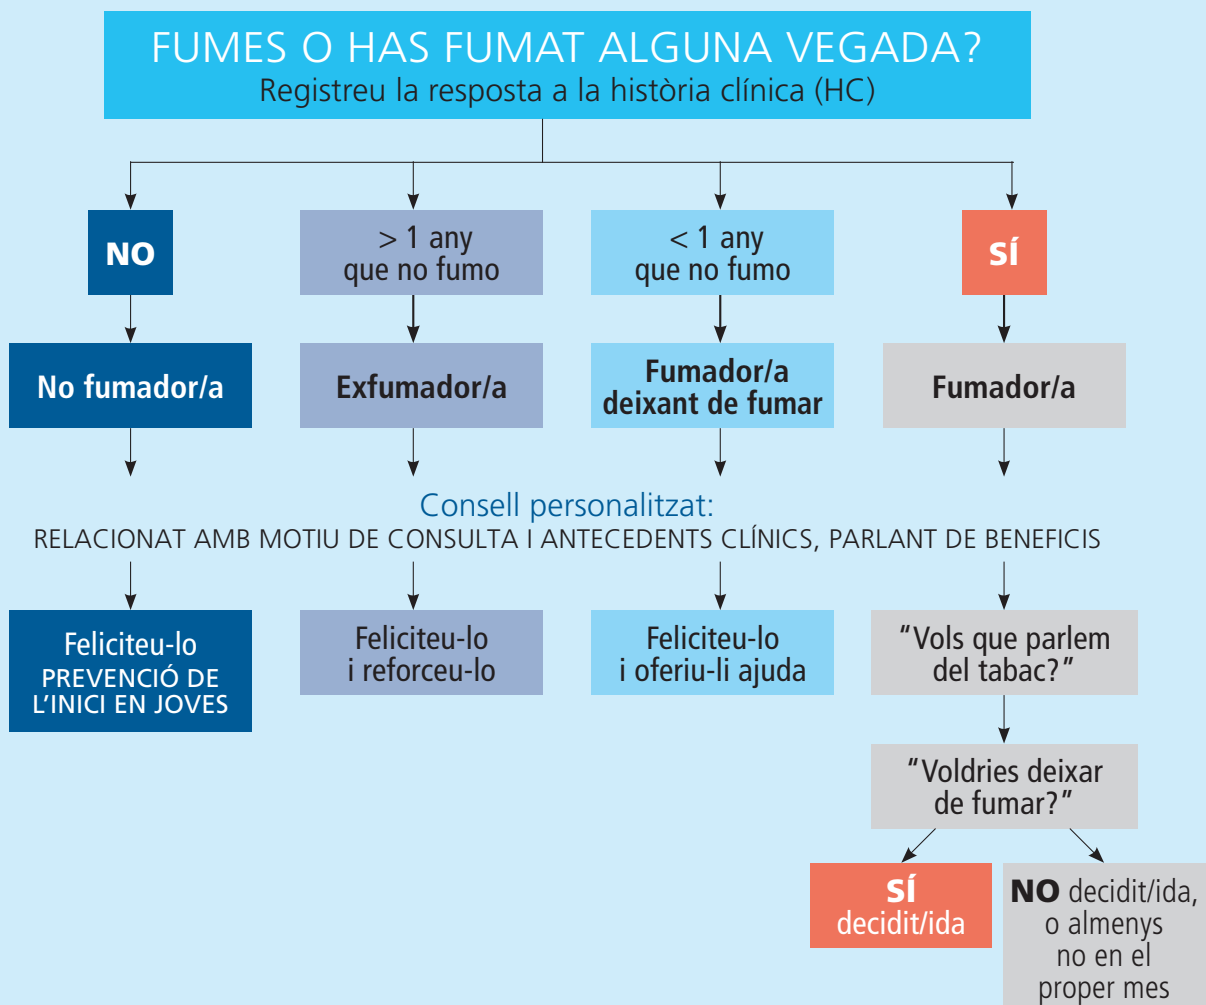 FUMES O HAS FUMAT ALGUNA VEGADA?
Registreu la resposta a la història clínica (HC)
NO
> 1 any
que no fumo
< 1 any
que no fumo
SÍ
No fumador/a
Exfumador/a
Fumador/a
deixant de fumar
Fumador/a
Consell personalitzat:
RELACIONAT AMB MOTIU DE CONSULTA I ANTECEDENTS CLÍNICS, PARLANT DE BENEFICIS
Feliciteu-lo
PREVENCIÓ DE
L'INICI EN JOVES
Feliciteu-lo
i reforceu-lo
Feliciteu-lo
i oferiu-li ajuda
"Vols que parlem
del tabac?"
"Voldries deixar
de fumar?"
SÍ
decidit/ida
NO decidit/ida,
o almenys
no en el
proper mes